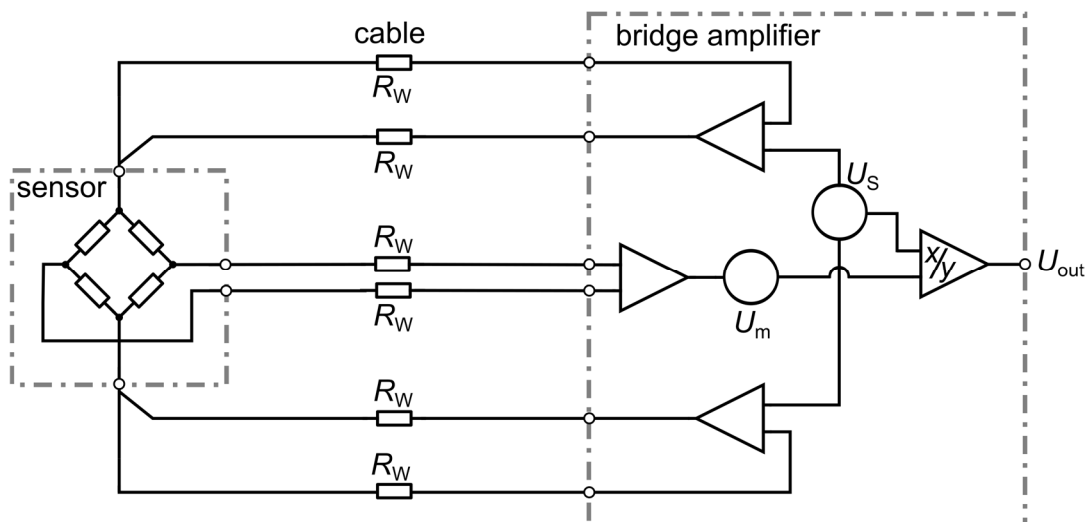 cable
bridge amplifier
R_W
R_W
U_S
sensor
R_W
x/y
U_out
R_W
U_m
R_W
R_W